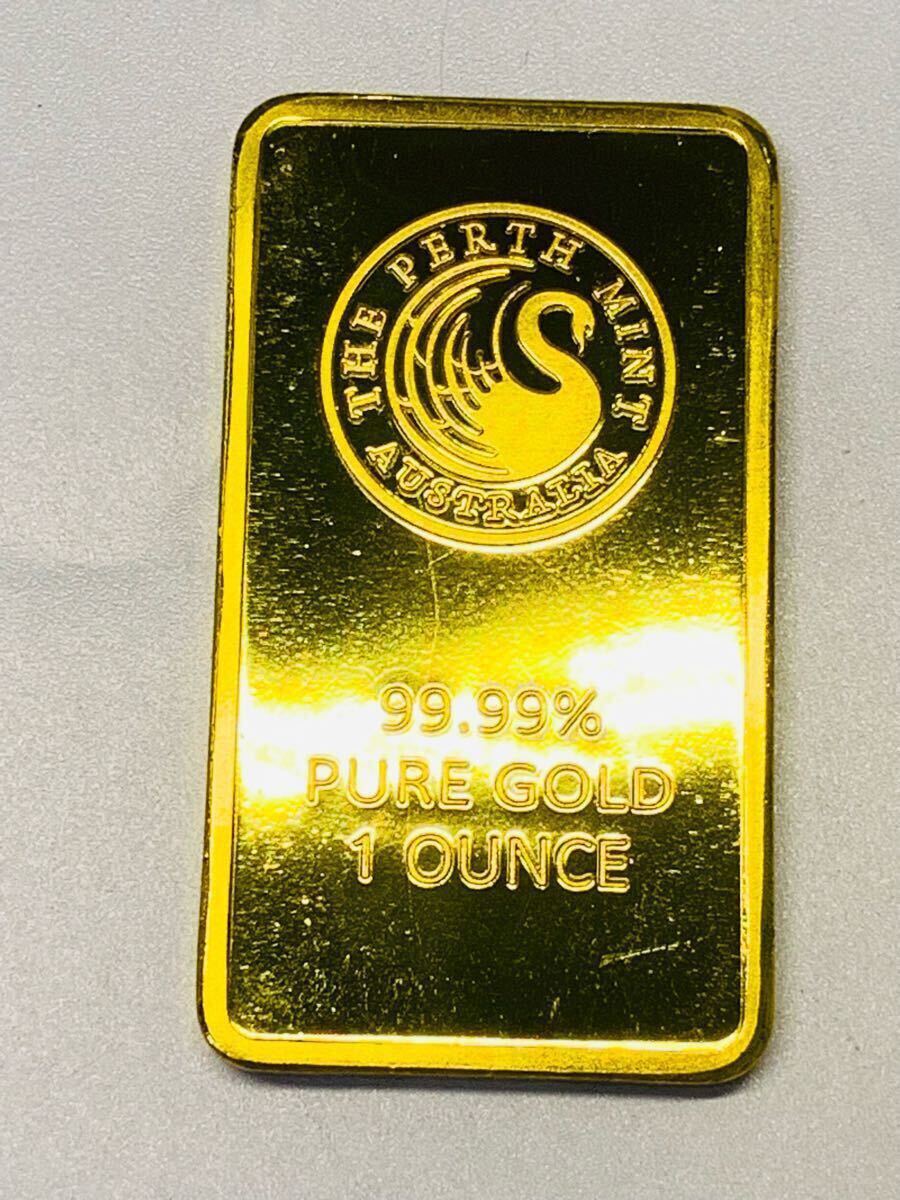 THE PERTH MINT
AUSTRALIA
99.99%
PURE GOLD
1 OUNCE